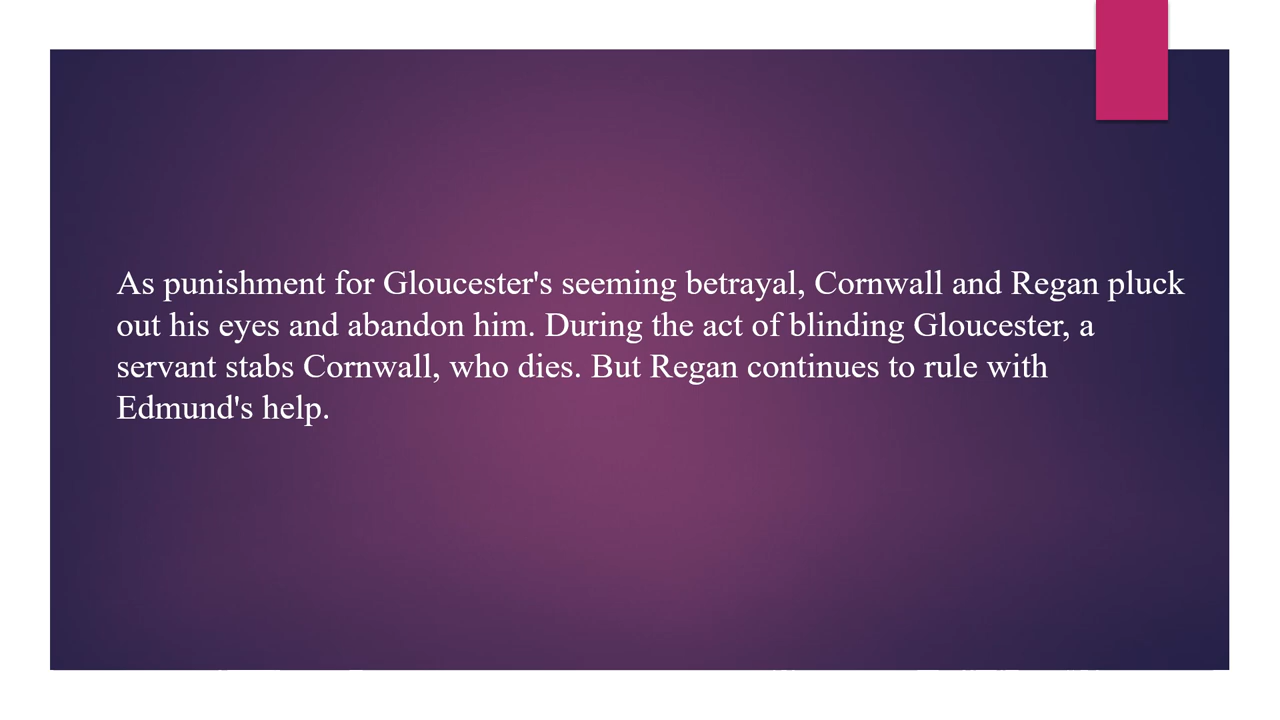 As punishment for Gloucester's seeming betrayal, Cornwall and Regan pluck
out his eyes and abandon him. During the act of blinding Gloucester, a
servant stabs Cornwall, who dies. But Regan continues to rule with
Edmund's help.